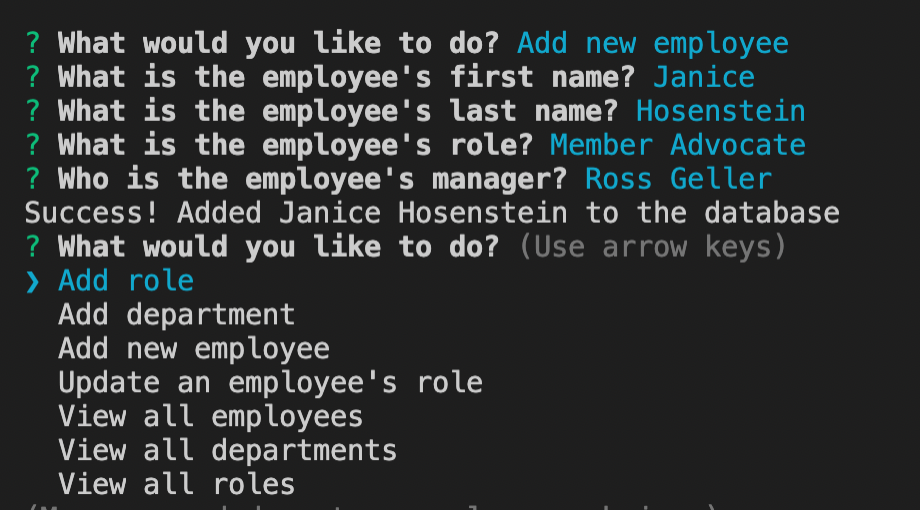 ? What would you like to do? Add new employee
? What is the employee's first name? Janice
? What is the employee's last name? Hosenstein
? What is the employee's role? Member Advocate
? Who is the employee's manager? Ross Geller
Success! Added Janice Hosenstein to the database
? What would you like to do? (Use arrow keys)
❯ Add role
Add department
Add new employee
Update an employee's role
View all employees
View all departments
View all roles